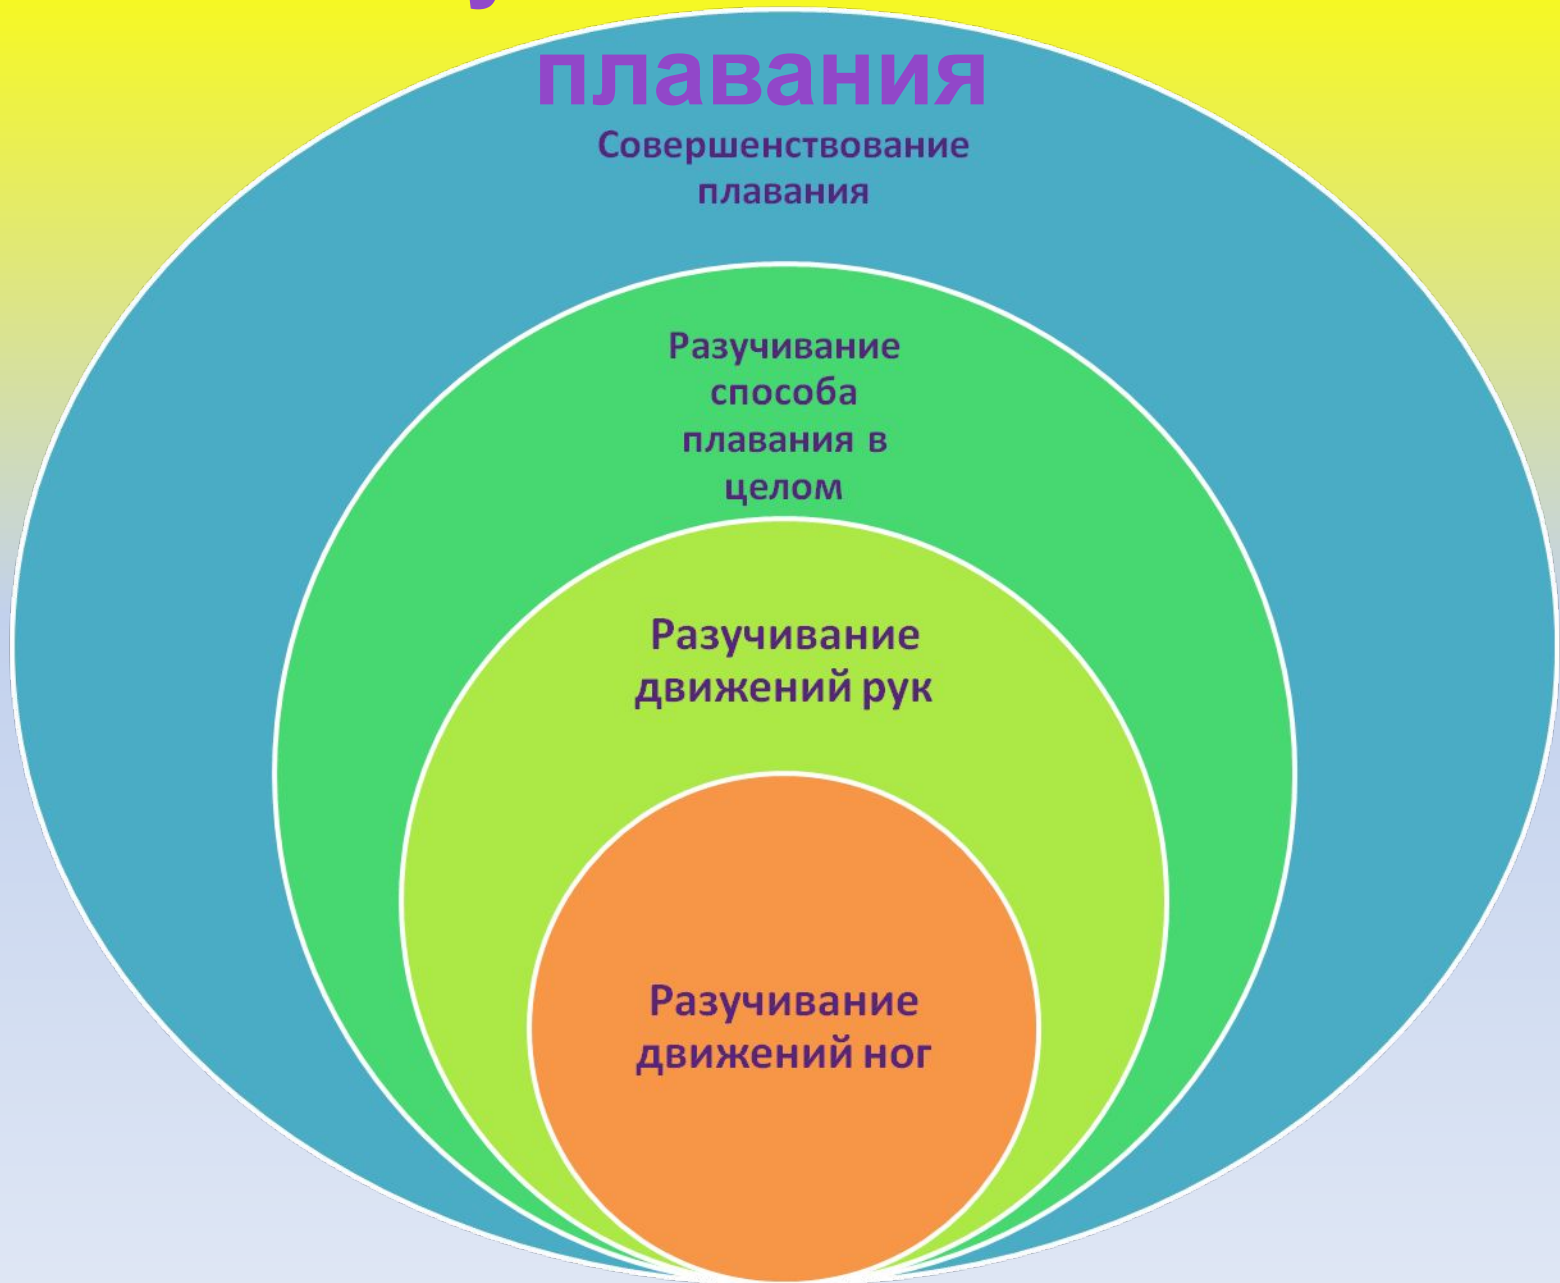 плавания
Совершенствование
плавания
Разучивание
способа
плавания в
целом
Разучивание
движений рук
Разучивание
движений ног